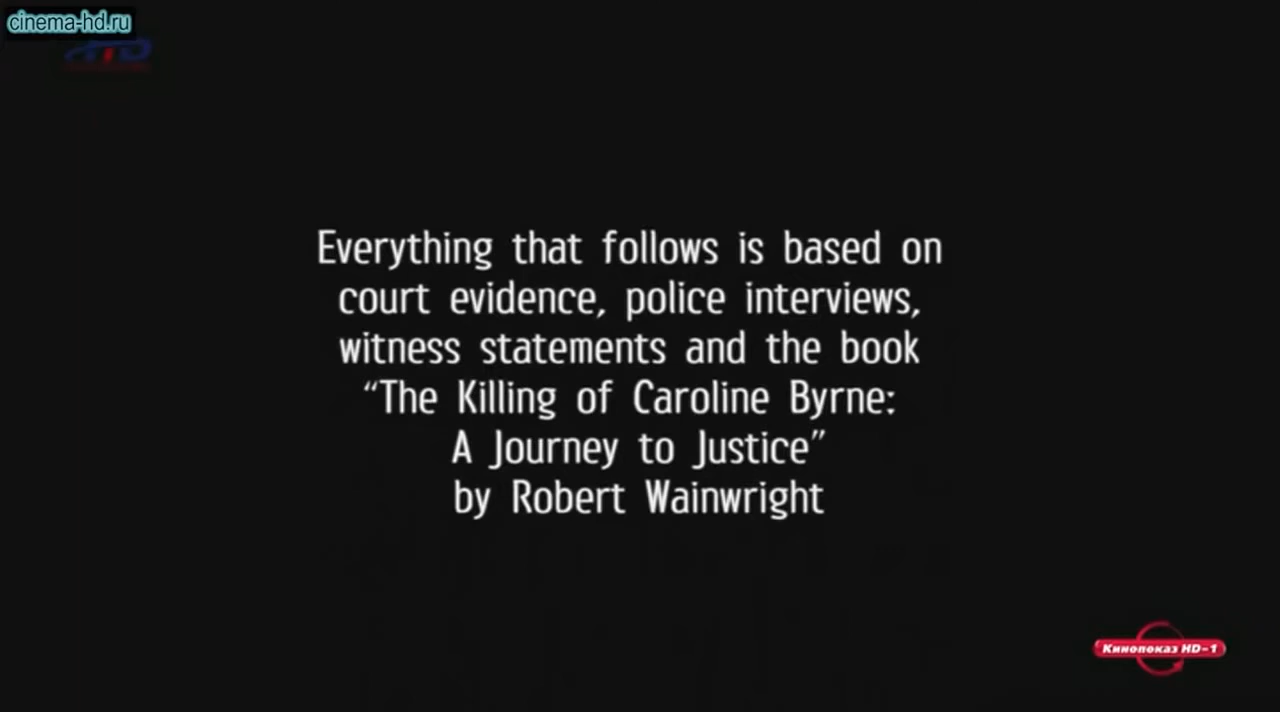 cinema-hd.ru
HD
Everything that follows is based on
court evidence, police interviews,
witness statements and the book
“The Killing of Caroline Byrne:
A Journey to Justice”
by Robert Wainwright
Кинопоказ HD-1